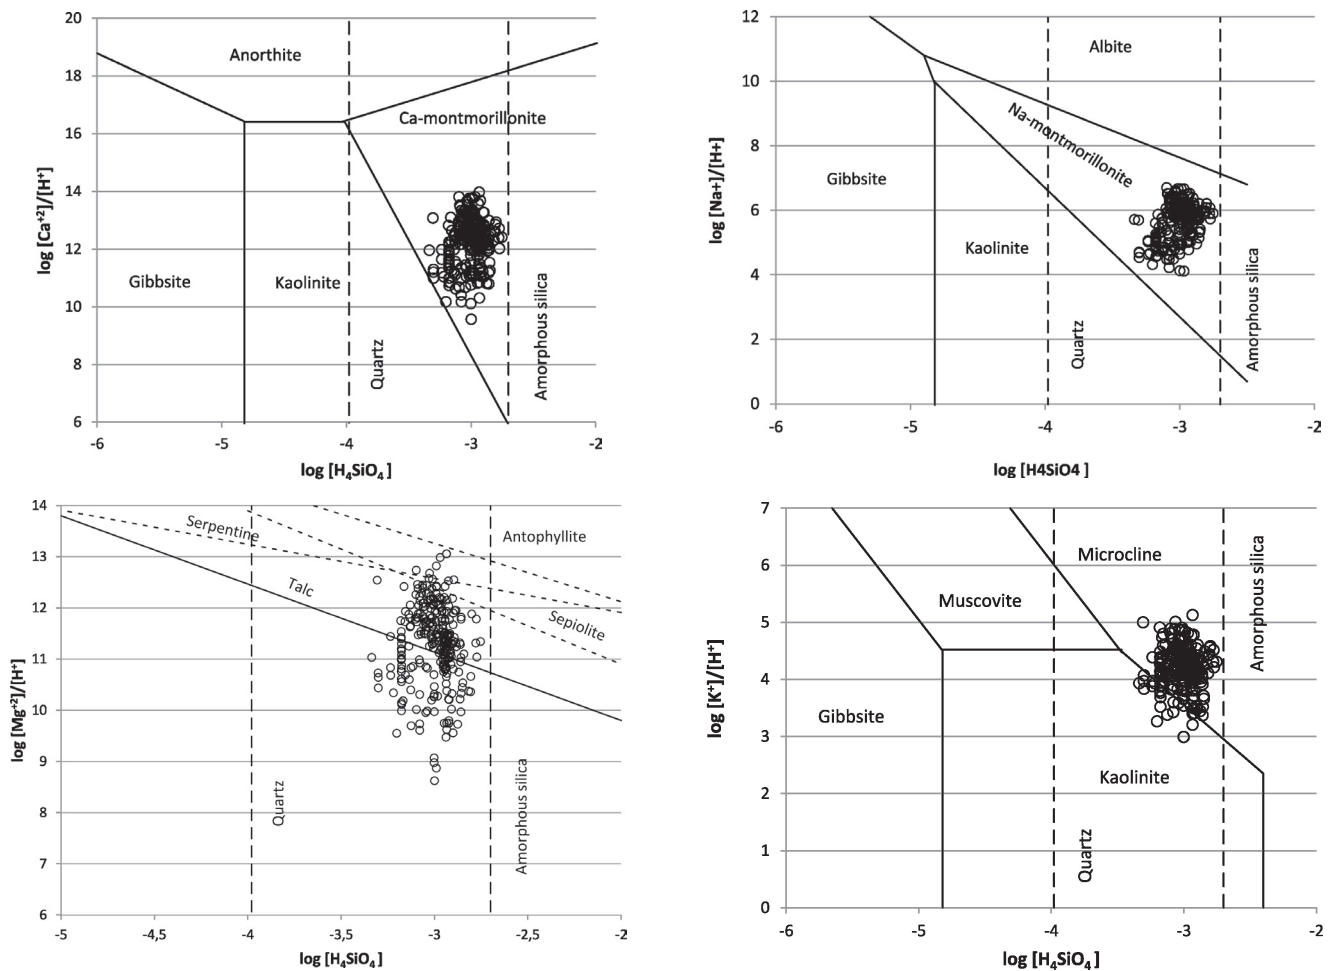 20
18
16
14
12
10
8
6
-6
-5
-4
-3
-2
log [Ca⁺²]/[H⁺]
log [H₄SiO₄ ]
Anorthite
Ca-montmorillonite
Gibbsite
Kaolinite
Quartz
Amorphous silica
12
10
8
6
4
2
0
-5
-4
-3
-2
log [Na+]/[H+]
log [H4SiO4 ]
Albite
Na-montmorillonite
Gibbsite
Kaolinite
Quartz
Amorphous silica
14
13
12
11
10
9
8
7
6
-5
-4,5
-4
-3,5
-3
-2,5
-2
log [Mg⁺²]/[H⁺]
log [H₄SiO₄ ]
Serpentine
Antophyllite
Talc
Sepiolite
Quartz
Amorphous silica
7
6
5
4
3
2
1
0
-6
-5
-4
-3
-2
log [K⁺]/[H⁺]
log [H₄SiO₄ ]
Microcline
Muscovite
Gibbsite
Kaolinite
Quartz
Amorphous silica